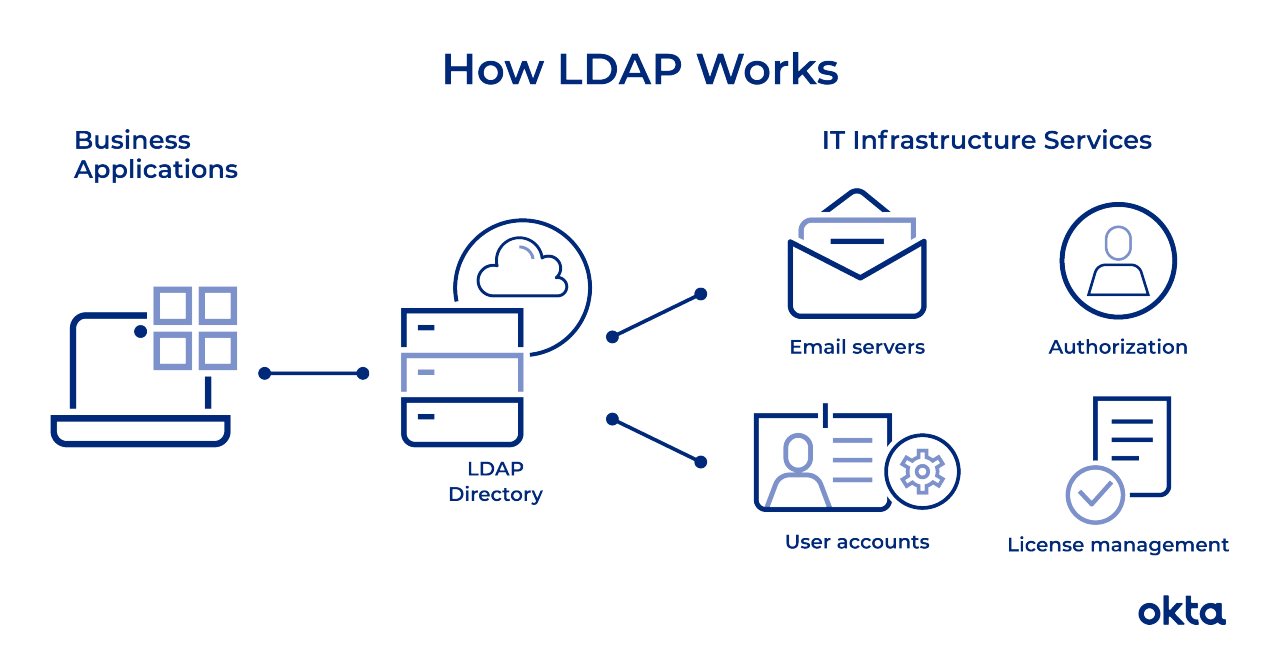 How LDAP Works
Business
Applications
IT Infrastructure Services
LDAP
Directory
Email servers
Authorization
User accounts
License management
okta